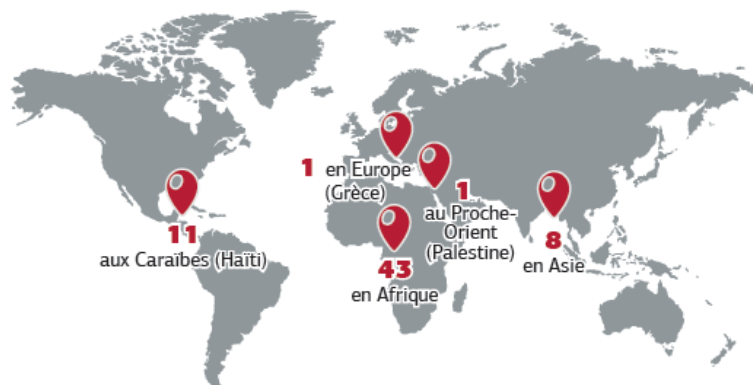 1 en Europe
(Grèce)
1
au Proche-
Orient
(Palestine)
11
aux Caraïbes (Haïti)
43
en Afrique
8
en Asie